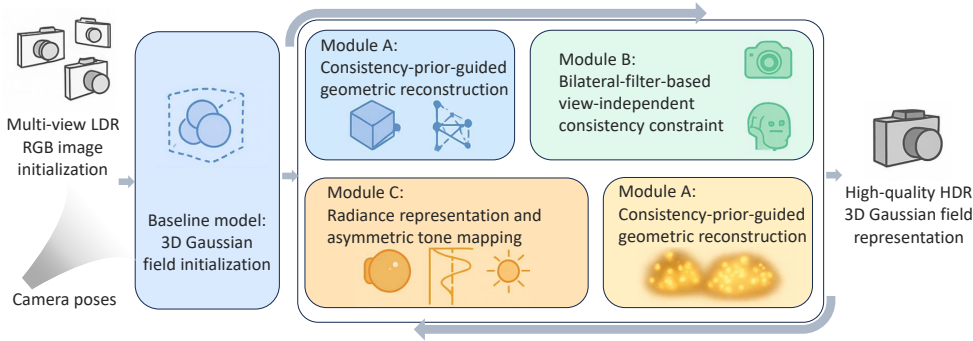 Multi-view LDR
RGB image
initialization
Camera poses
Baseline model:
3D Gaussian
field initialization
Module A:
Consistency-prior-guided
geometric reconstruction
Module B:
Bilateral-filter-based
view-independent
consistency constraint
Module C:
Radiance representation and
asymmetric tone mapping
Module A:
Consistency-prior-guided
geometric reconstruction
High-quality HDR
3D Gaussian field
representation